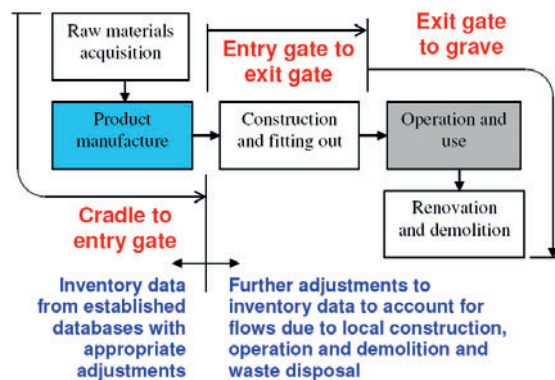 Raw materials
acquisition
Entry gate to
exit gate
Exit gate
to grave
Product
manufacture
Construction
and fitting out
Operation and
use
Renovation
and demolition
Cradle to
entry gate
Inventory data
from established
databases with
appropriate
adjustments
Further adjustments to
inventory data to account for
flows due to local construction,
operation and demolition and
waste disposal